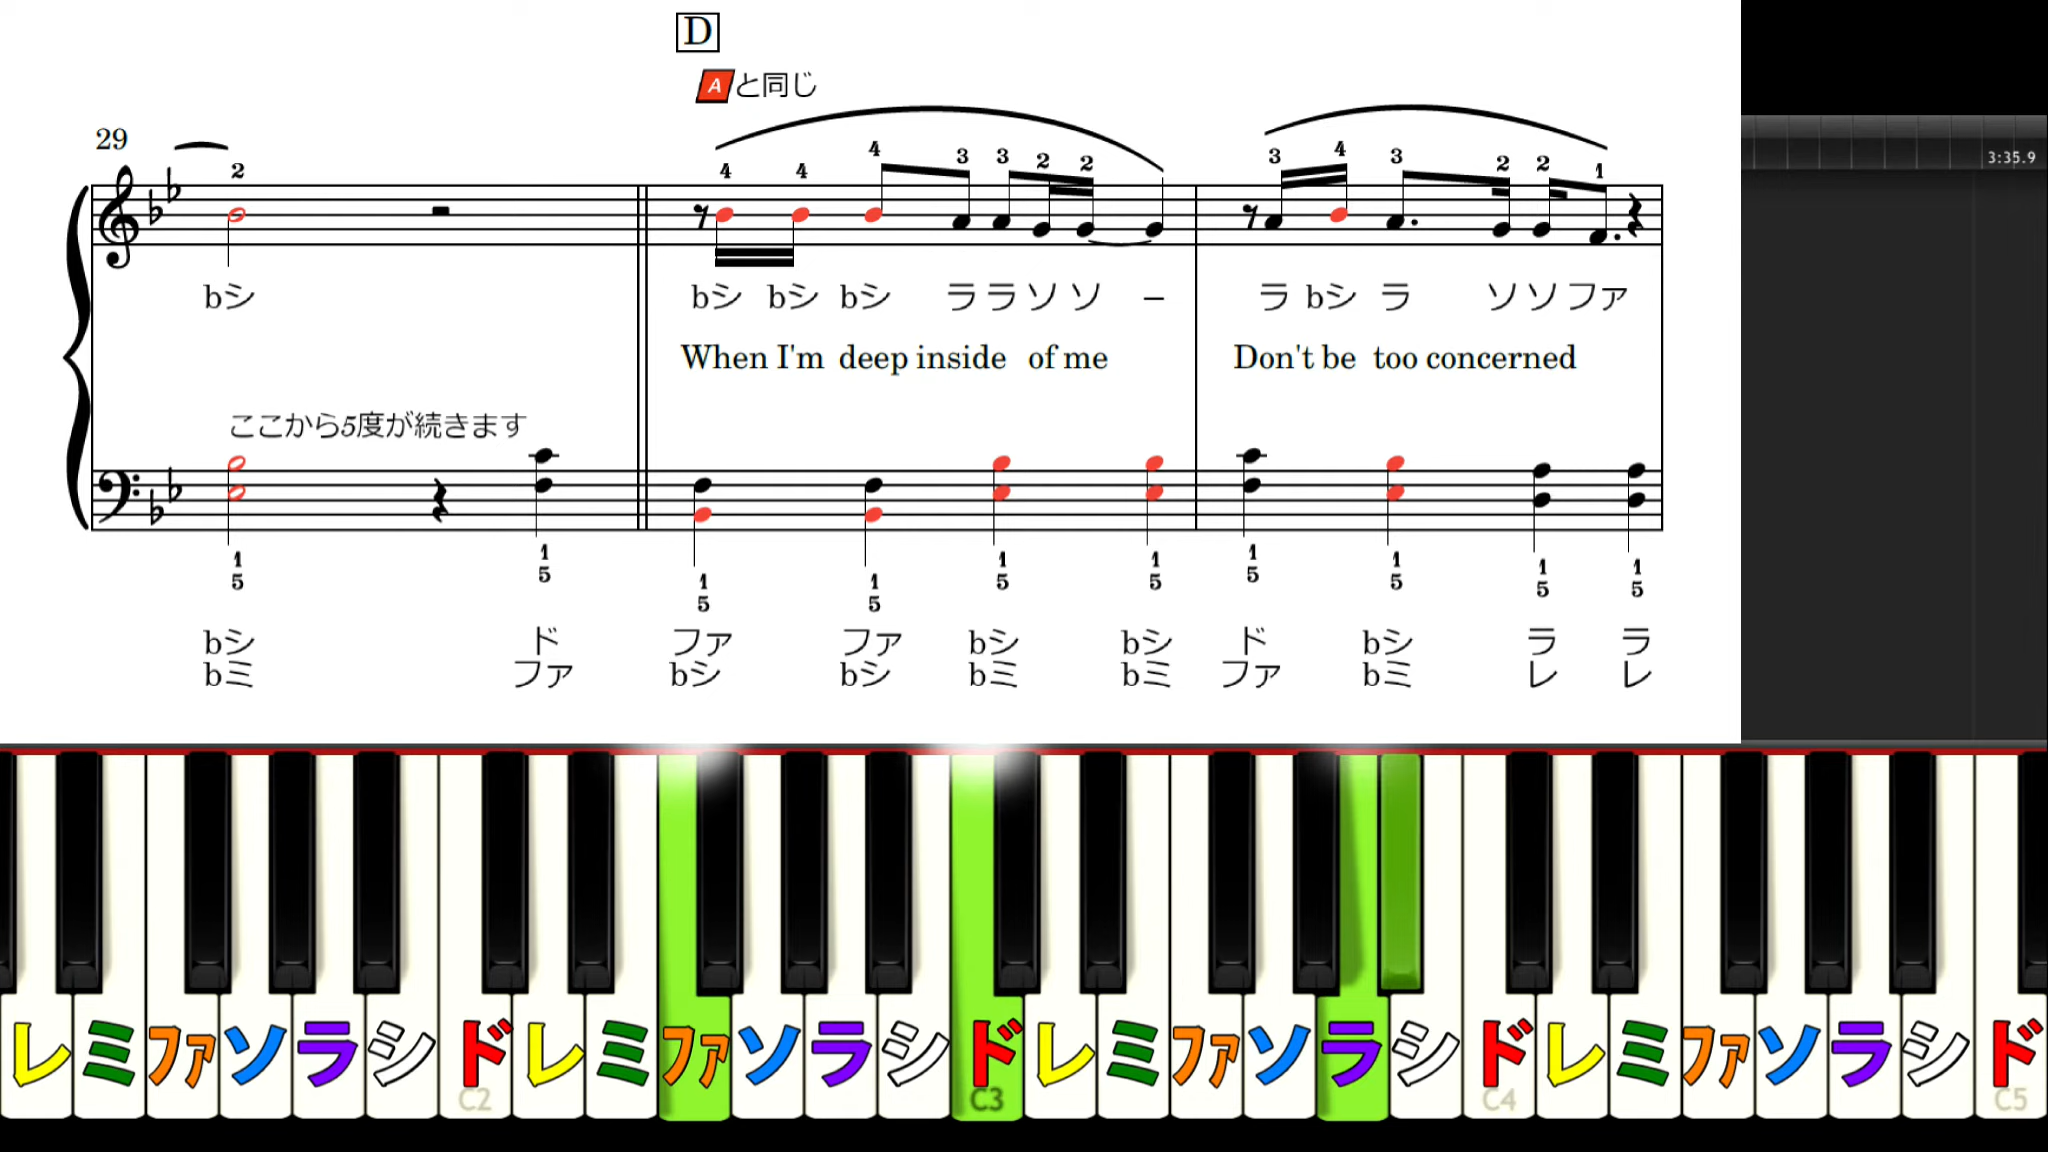 D
Aと同じ
29
2
4 4 4 3 3 2 2
3 4 3 2 2 1
bシ bシ bシ bシ ララソソ – ラ bシ ラ ソソファ
When I'm deep inside of me Don't be too concerned
ここから5度が続きます
1 1 1 1 1 1 1 1 1 1
5 5 5 5 5 5 5 5 5 5
bシ ド ファ ファ bシ bシ ド bシ ラ ラ
bミ ファ bシ bシ bミ bミ ファ bミ レ レ
3:35.9
レミファソラシドレミファソラシドレミファソラシドレミファソラシド
C2 C3 C4 C5